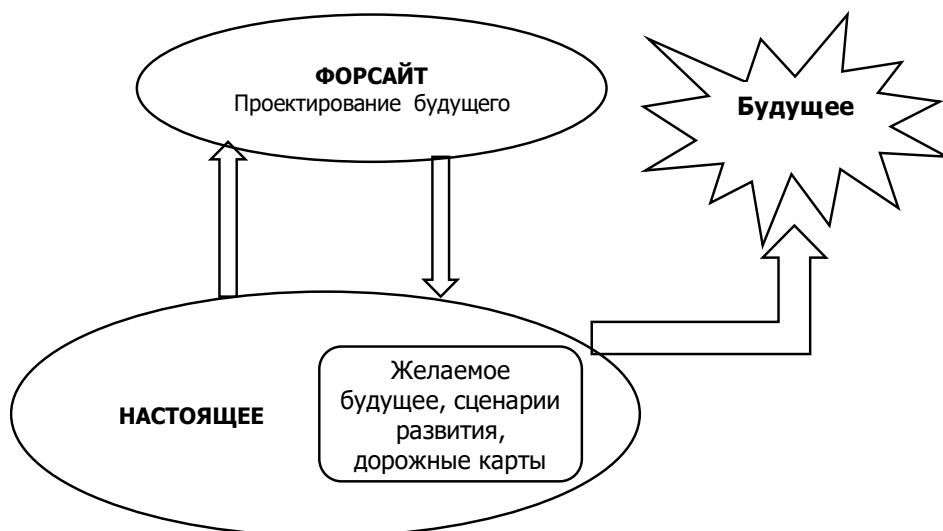 ФОРСАЙТ
Проектирование будущего
Будущее
Желаемое
будущее, сценарии
развития,
дорожные карты
НАСТОЯЩЕЕ